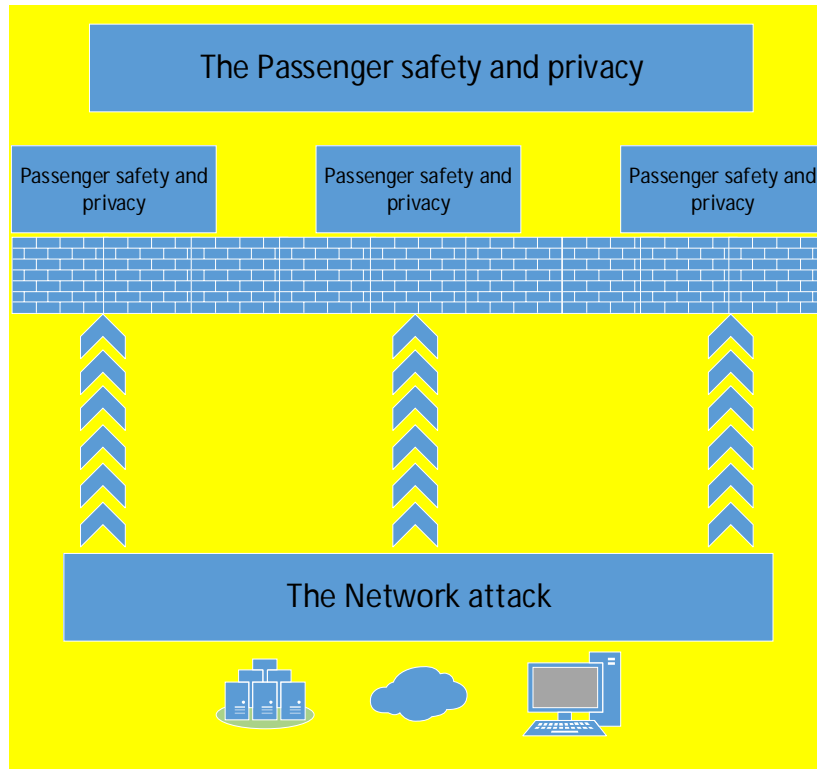 The Passenger safety and privacy
Passenger safety and
privacy
Passenger safety and
privacy
Passenger safety and
privacy
The Network attack